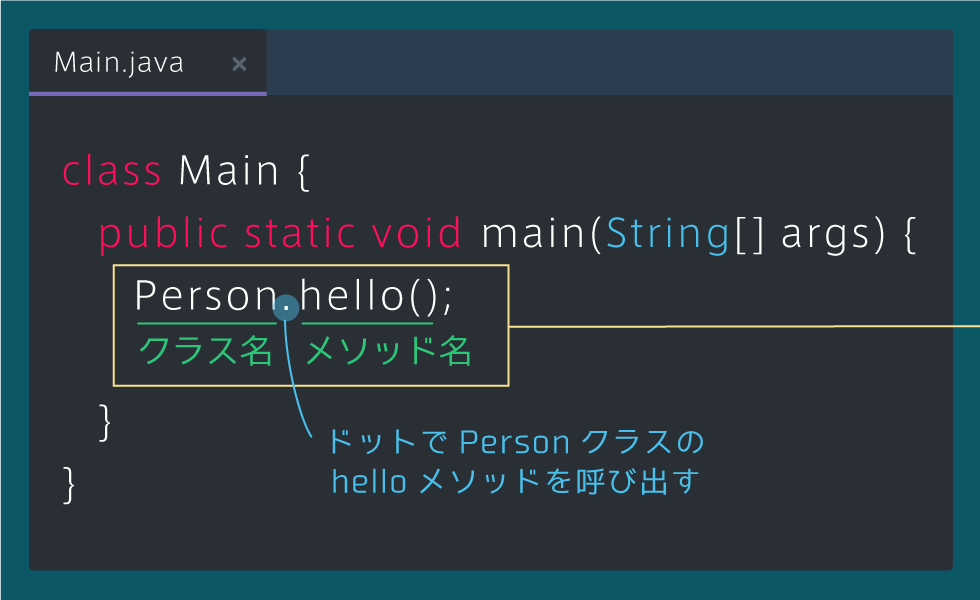 Main.java ×
class Main {
public static void main(String[] args) {
Person.hello();
クラス名 メソッド名
}
ドットで Person クラスの
hello メソッドを呼び出す
}